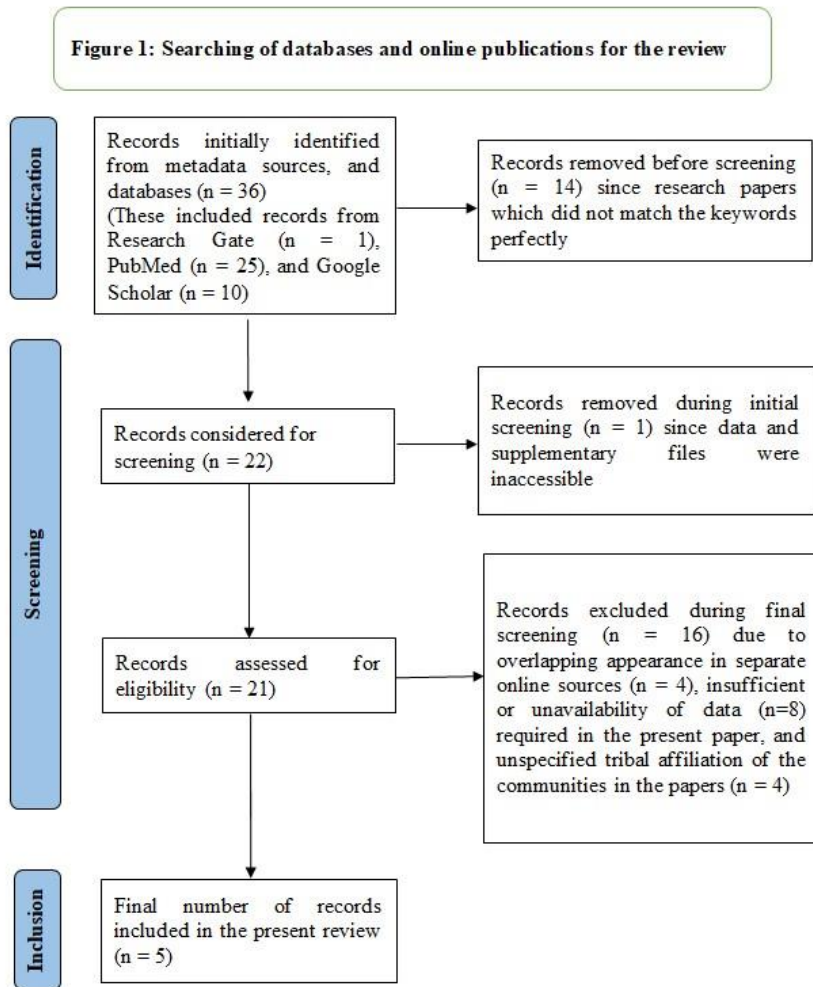 Figure 1: Searching of databases and online publications for the review
Identification
Records initially identified
from metadata sources, and
databases (n = 36)
(These included records from
Research Gate (n = 1),
PubMed (n = 25), and Google
Scholar (n = 10)
Records removed before screening
(n = 14) since research papers
which did not match the keywords
perfectly
Screening
Records considered for
screening (n = 22)
Records removed during initial
screening (n = 1) since data and
supplementary files were
inaccessible
Records assessed for
eligibility (n = 21)
Records excluded during final
screening (n = 16) due to
overlapping appearance in separate
online sources (n = 4), insufficient
or unavailability of data (n=8)
required in the present paper, and
unspecified tribal affiliation of the
communities in the papers (n = 4)
Inclusion
Final number of records
included in the present review
(n = 5)